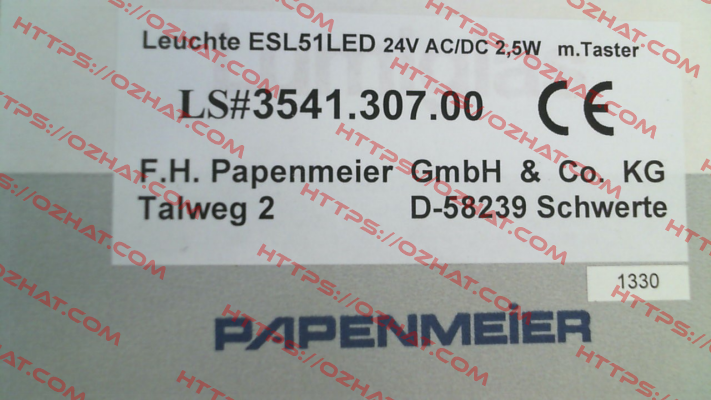 Leuchte ESL51LED 24V AC/DC 2,5W m.Taster
LS#3541.307.00 CE
F.H. Papenmeier GmbH & Co. KG
Talweg 2 D-58239 Schwerte
1330
PAPENMEIER
HTTPS://OZHAT.COM